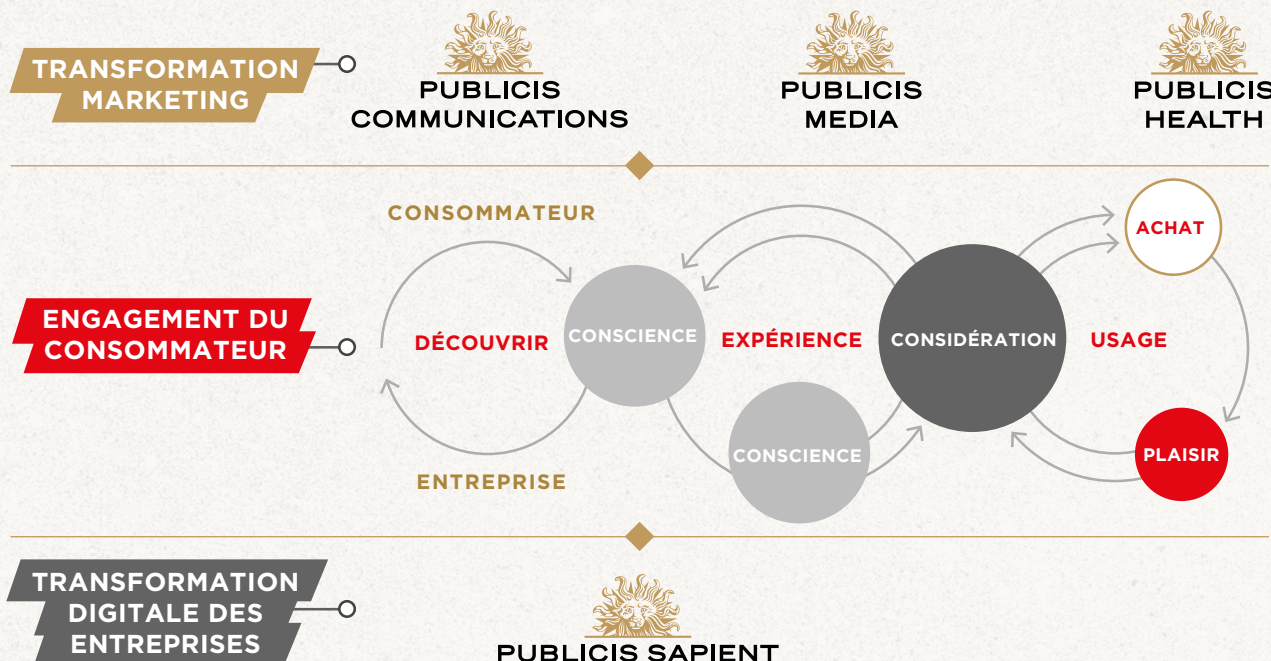 TRANSFORMATION
MARKETING
PUBLICIS
COMMUNICATIONS
PUBLICIS
MEDIA
PUBLICIS
HEALTH
CONSOMMATEUR
ACHAT
ENGAGEMENT DU
CONSOMMATEUR
DÉCOUVRIR
CONSCIENCE
EXPÉRIENCE
CONSIDÉRATION
USAGE
CONSCIENCE
PLAISIR
ENTREPRISE
TRANSFORMATION
DIGITALE DES
ENTREPRISES
PUBLICIS SAPIENT